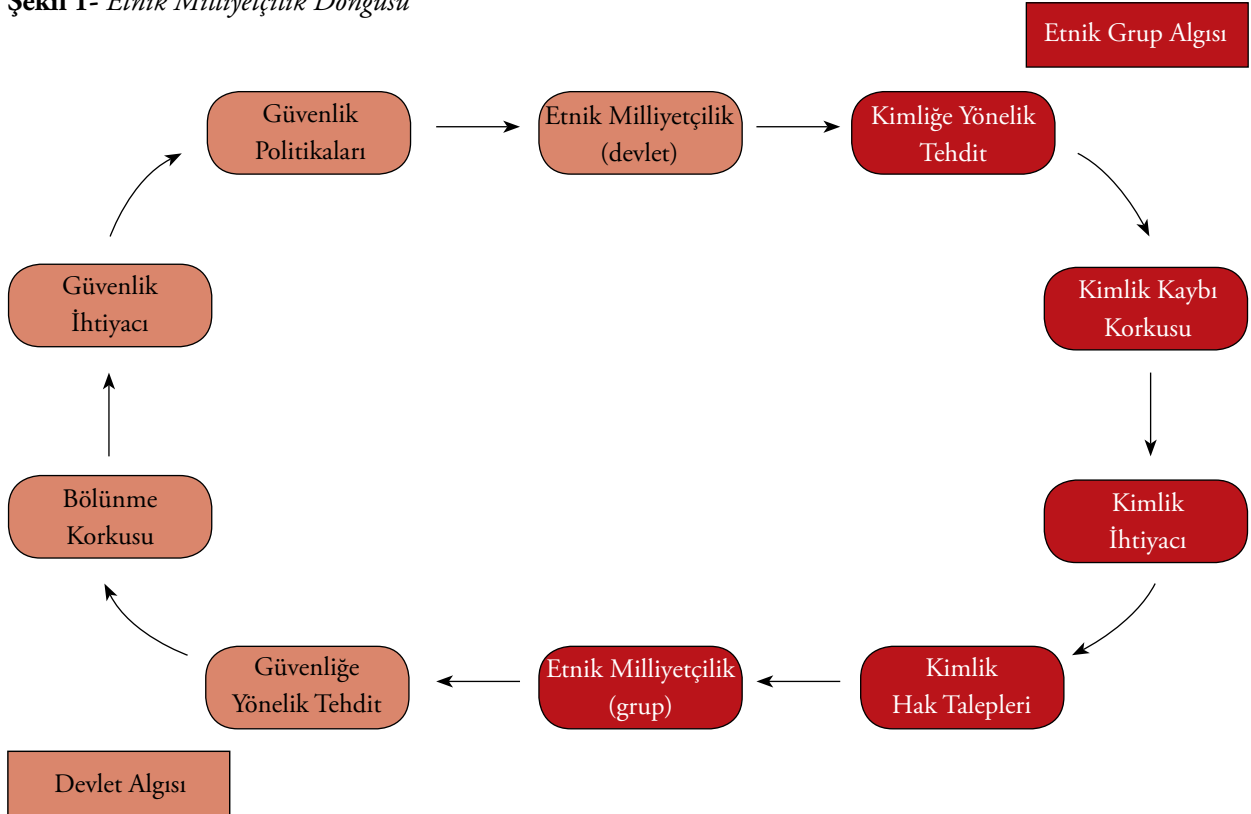 Şekil 1- Etnik Milliyetçilik Döngüsü
Etnik Grup Algısı
Güvenlik
Politikaları
Etnik Milliyetçilik
(devlet)
Kimliğe Yönelik
Tehdit
Kimlik Kaybı
Korkusu
Kimlik
İhtiyacı
Kimlik
Hak Talepleri
Etnik Milliyetçilik
(grup)
Güvenliğe
Yönelik Tehdit
Bölünme
Korkusu
Güvenlik
İhtiyacı
Devlet Algısı